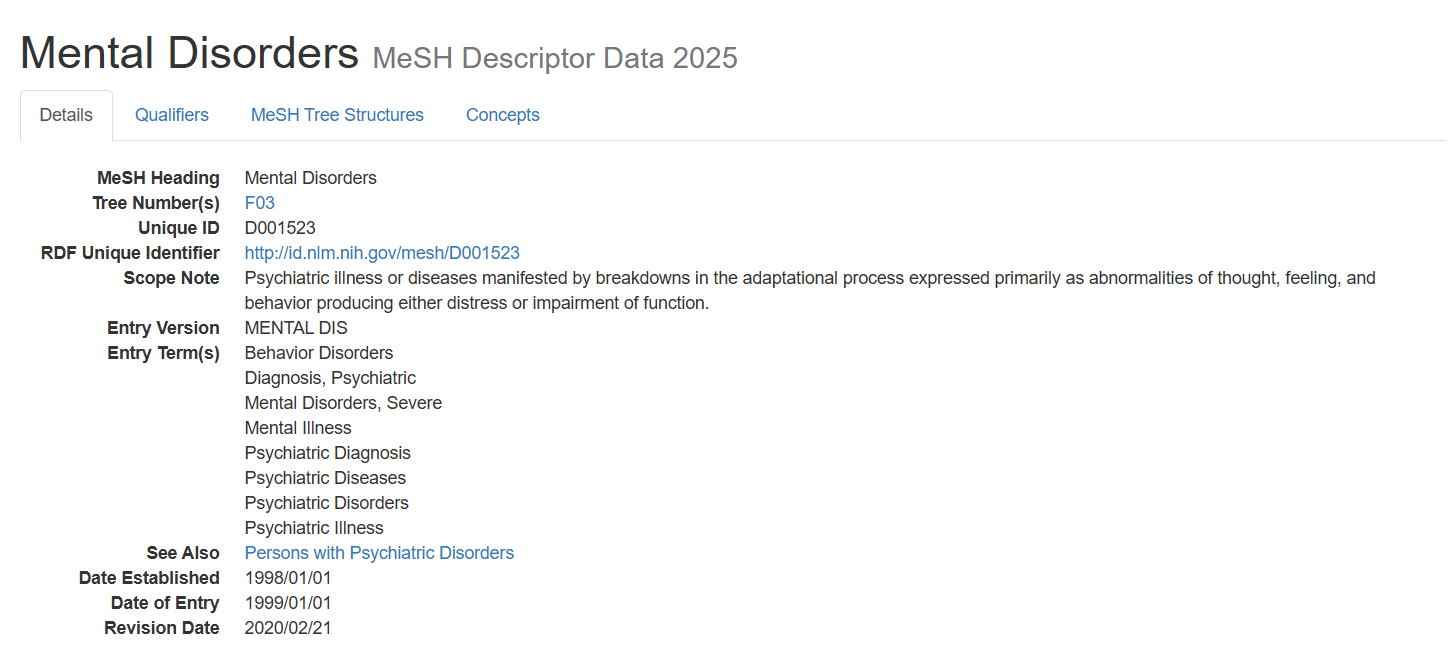 Mental Disorders MeSH Descriptor Data 2025
Details Qualifiers MeSH Tree Structures Concepts
MeSH Heading Mental Disorders
Tree Number(s) F03
Unique ID D001523
RDF Unique Identifier http://id.nlm.nih.gov/mesh/D001523
Scope Note Psychiatric illness or diseases manifested by breakdowns in the adaptational process expressed primarily as abnormalities of thought, feeling, and
behavior producing either distress or impairment of function.
Entry Version MENTAL DIS
Entry Term(s) Behavior Disorders
Diagnosis, Psychiatric
Mental Disorders, Severe
Mental Illness
Psychiatric Diagnosis
Psychiatric Diseases
Psychiatric Disorders
Psychiatric Illness
See Also Persons with Psychiatric Disorders
Date Established 1998/01/01
Date of Entry 1999/01/01
Revision Date 2020/02/21